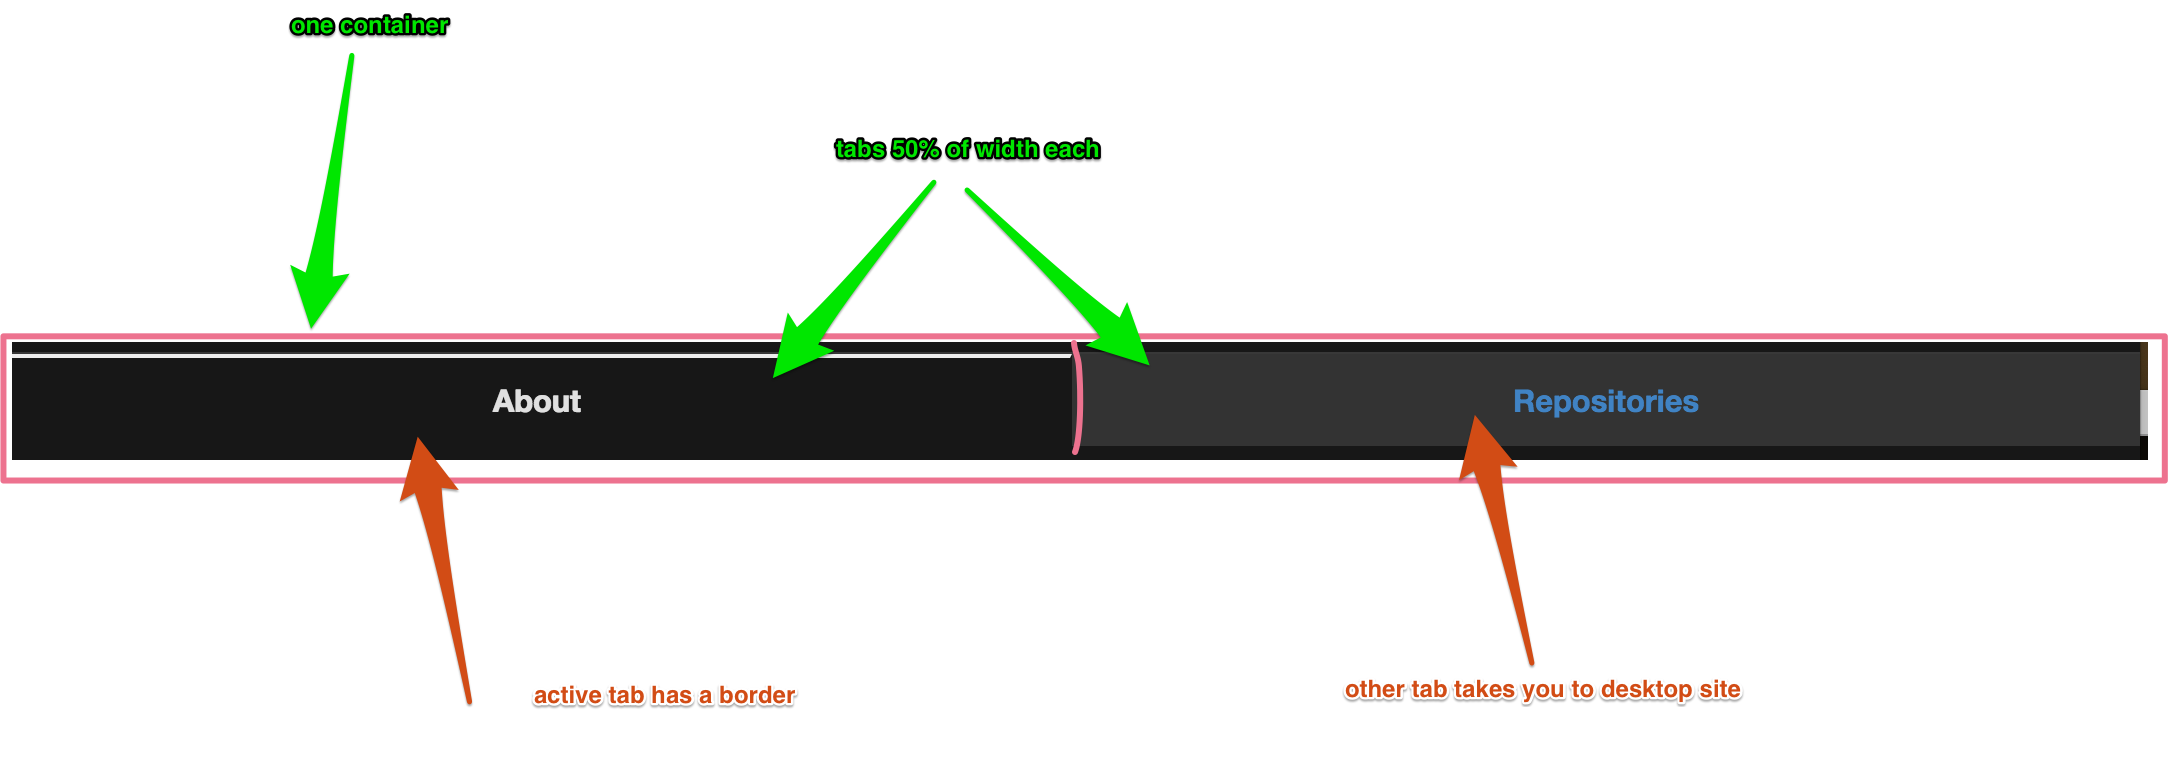 one container
tabs 50% of width each
About
Repositories
active tab has a border
other tab takes you to desktop site